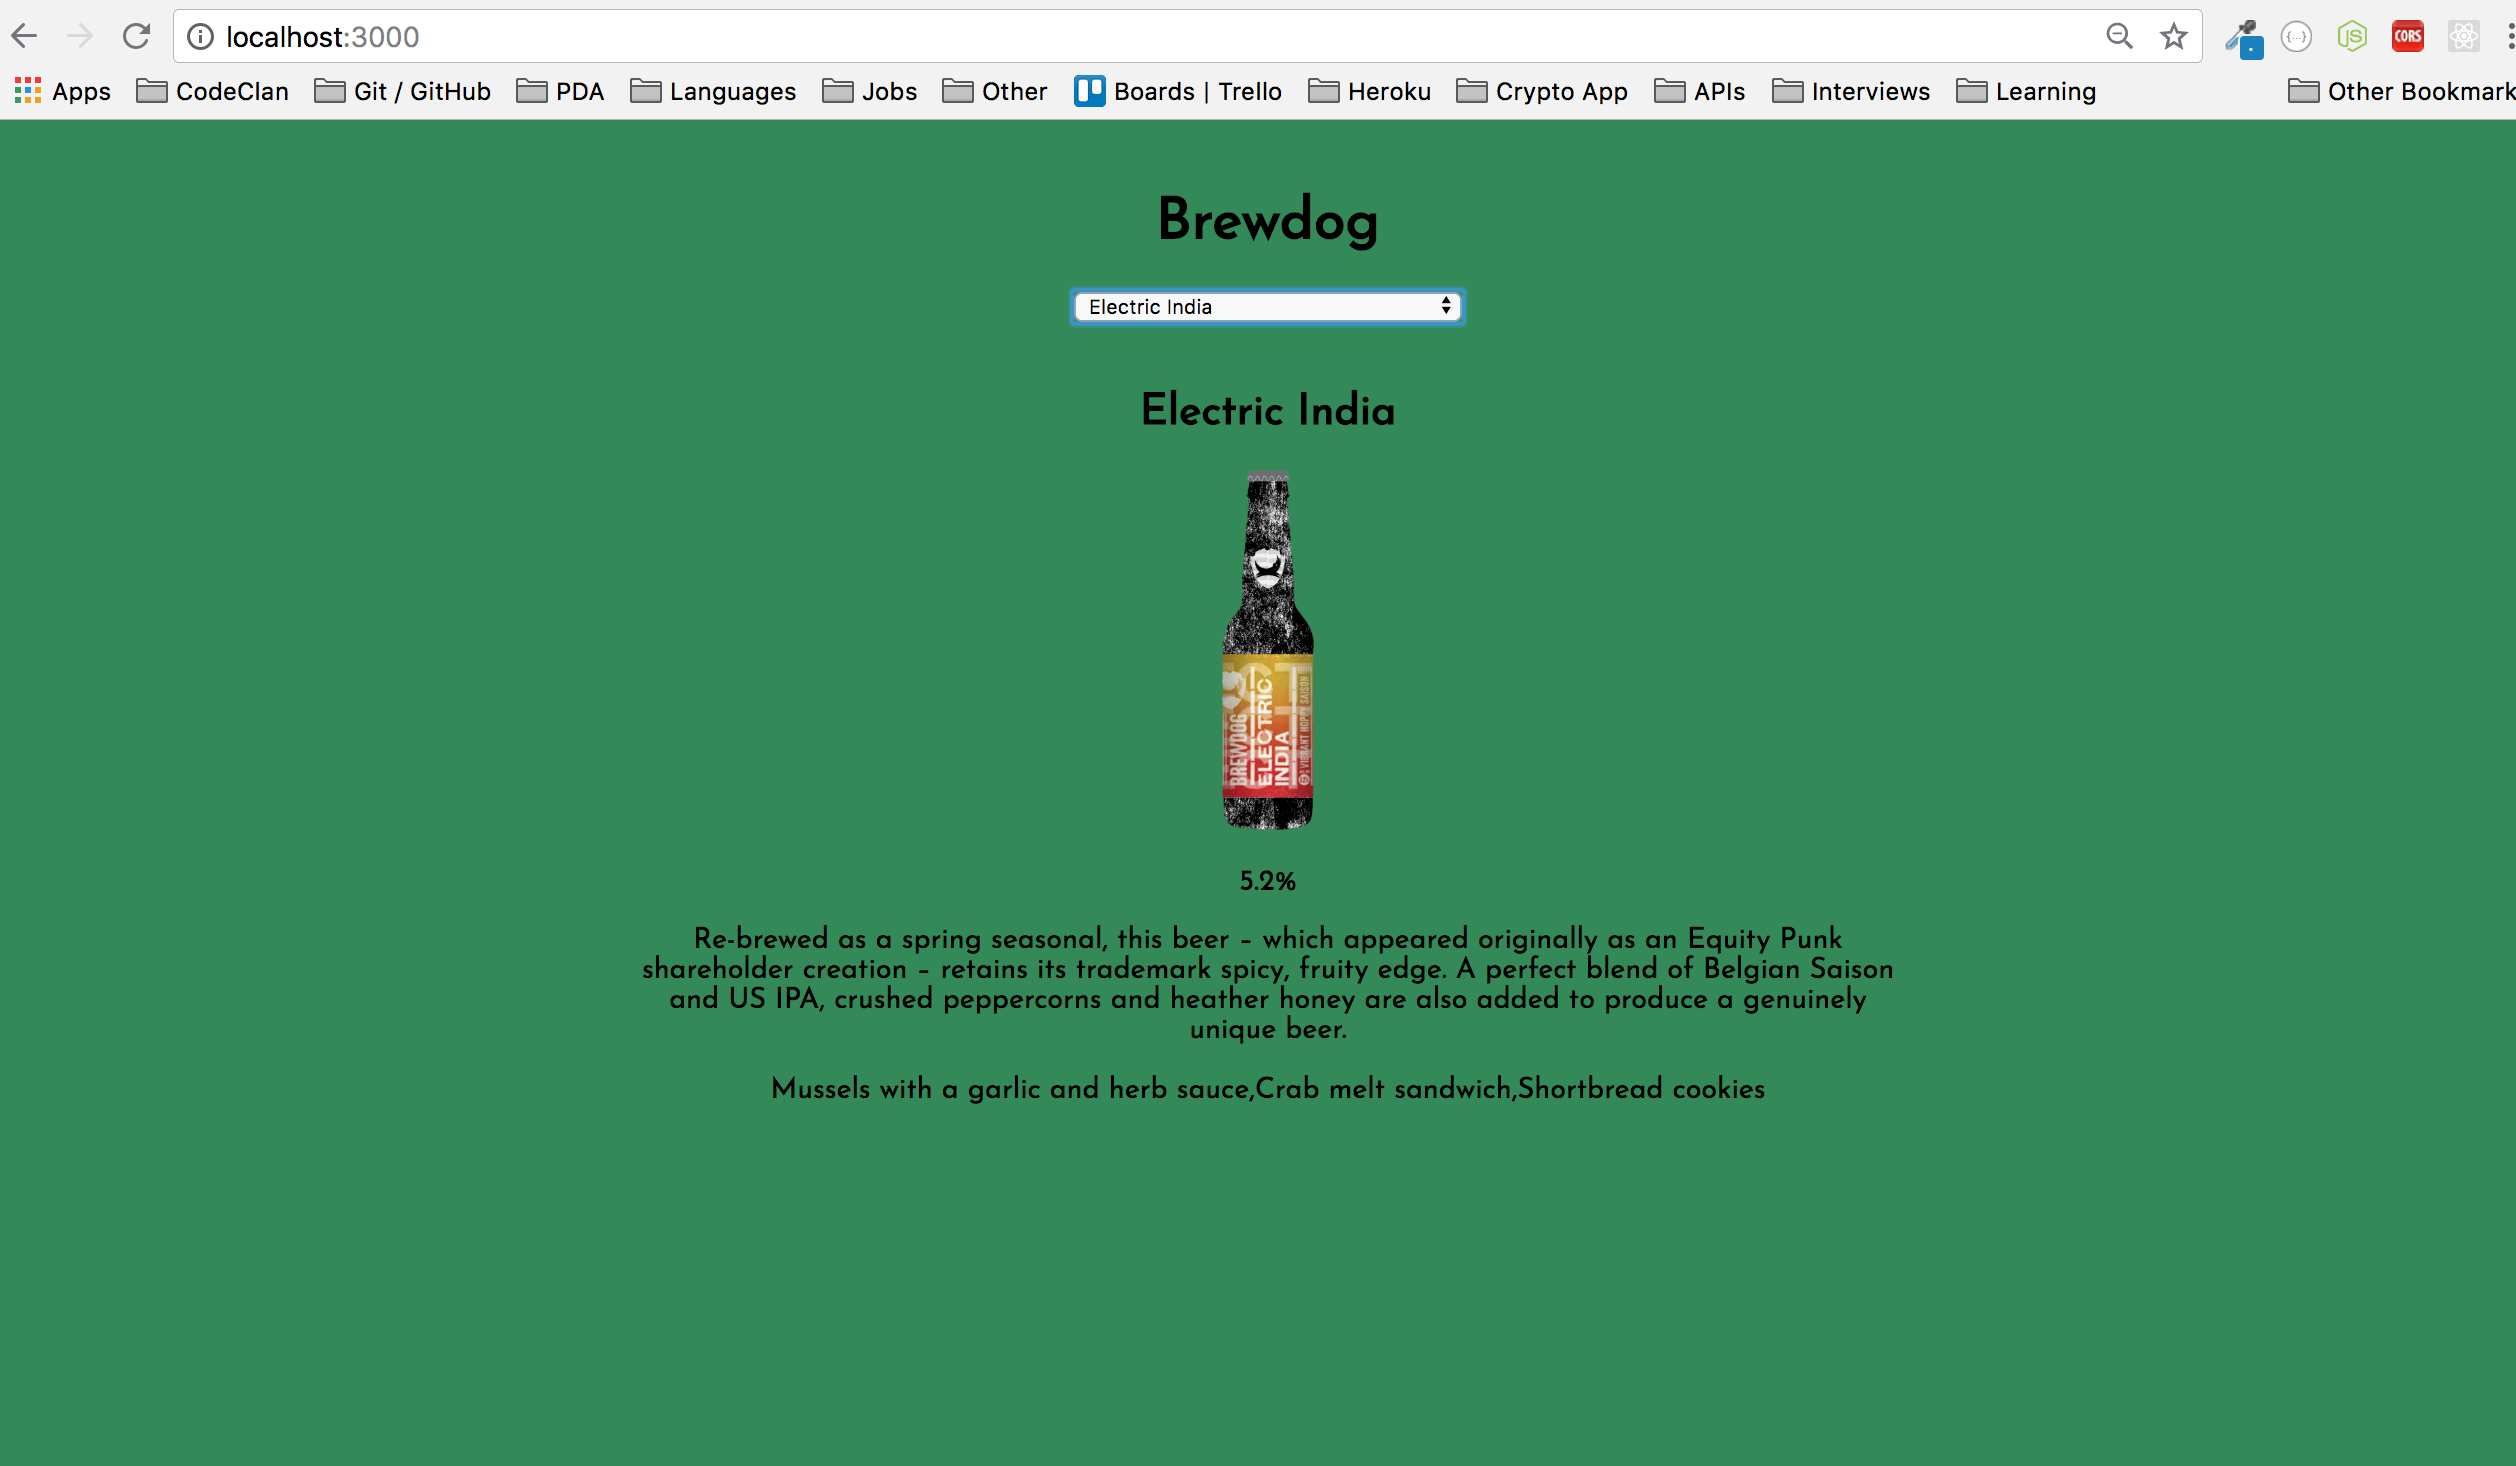 localhost:3000
CORS
JS
Apps CodeClan Git / GitHub PDA Languages Jobs Other Boards | Trello Heroku Crypto App APIs Interviews Learning Other Bookmark
Brewdog
Electric India
Electric India
BREWDOG
ELECTRIC
INDIA
VIBRANT HOPPY SAISON
5.2%
Re-brewed as a spring seasonal, this beer – which appeared originally as an Equity Punk
shareholder creation – retains its trademark spicy, fruity edge. A perfect blend of Belgian Saison
and US IPA, crushed peppercorns and heather honey are also added to produce a genuinely
unique beer.
Mussels with a garlic and herb sauce,Crab melt sandwich,Shortbread cookies